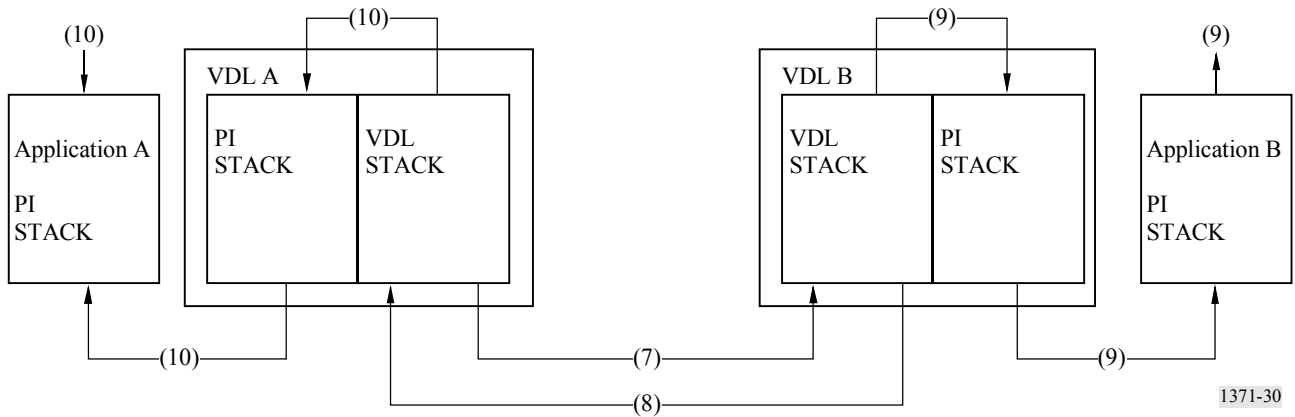 (10)
(9)
(10)
(9)
VDL A
VDL B
Application A
PI
STACK
PI
STACK
VDL
STACK
VDL
STACK
PI
STACK
Application B
PI
STACK
(10)
(7)
(9)
(8)
1371-30